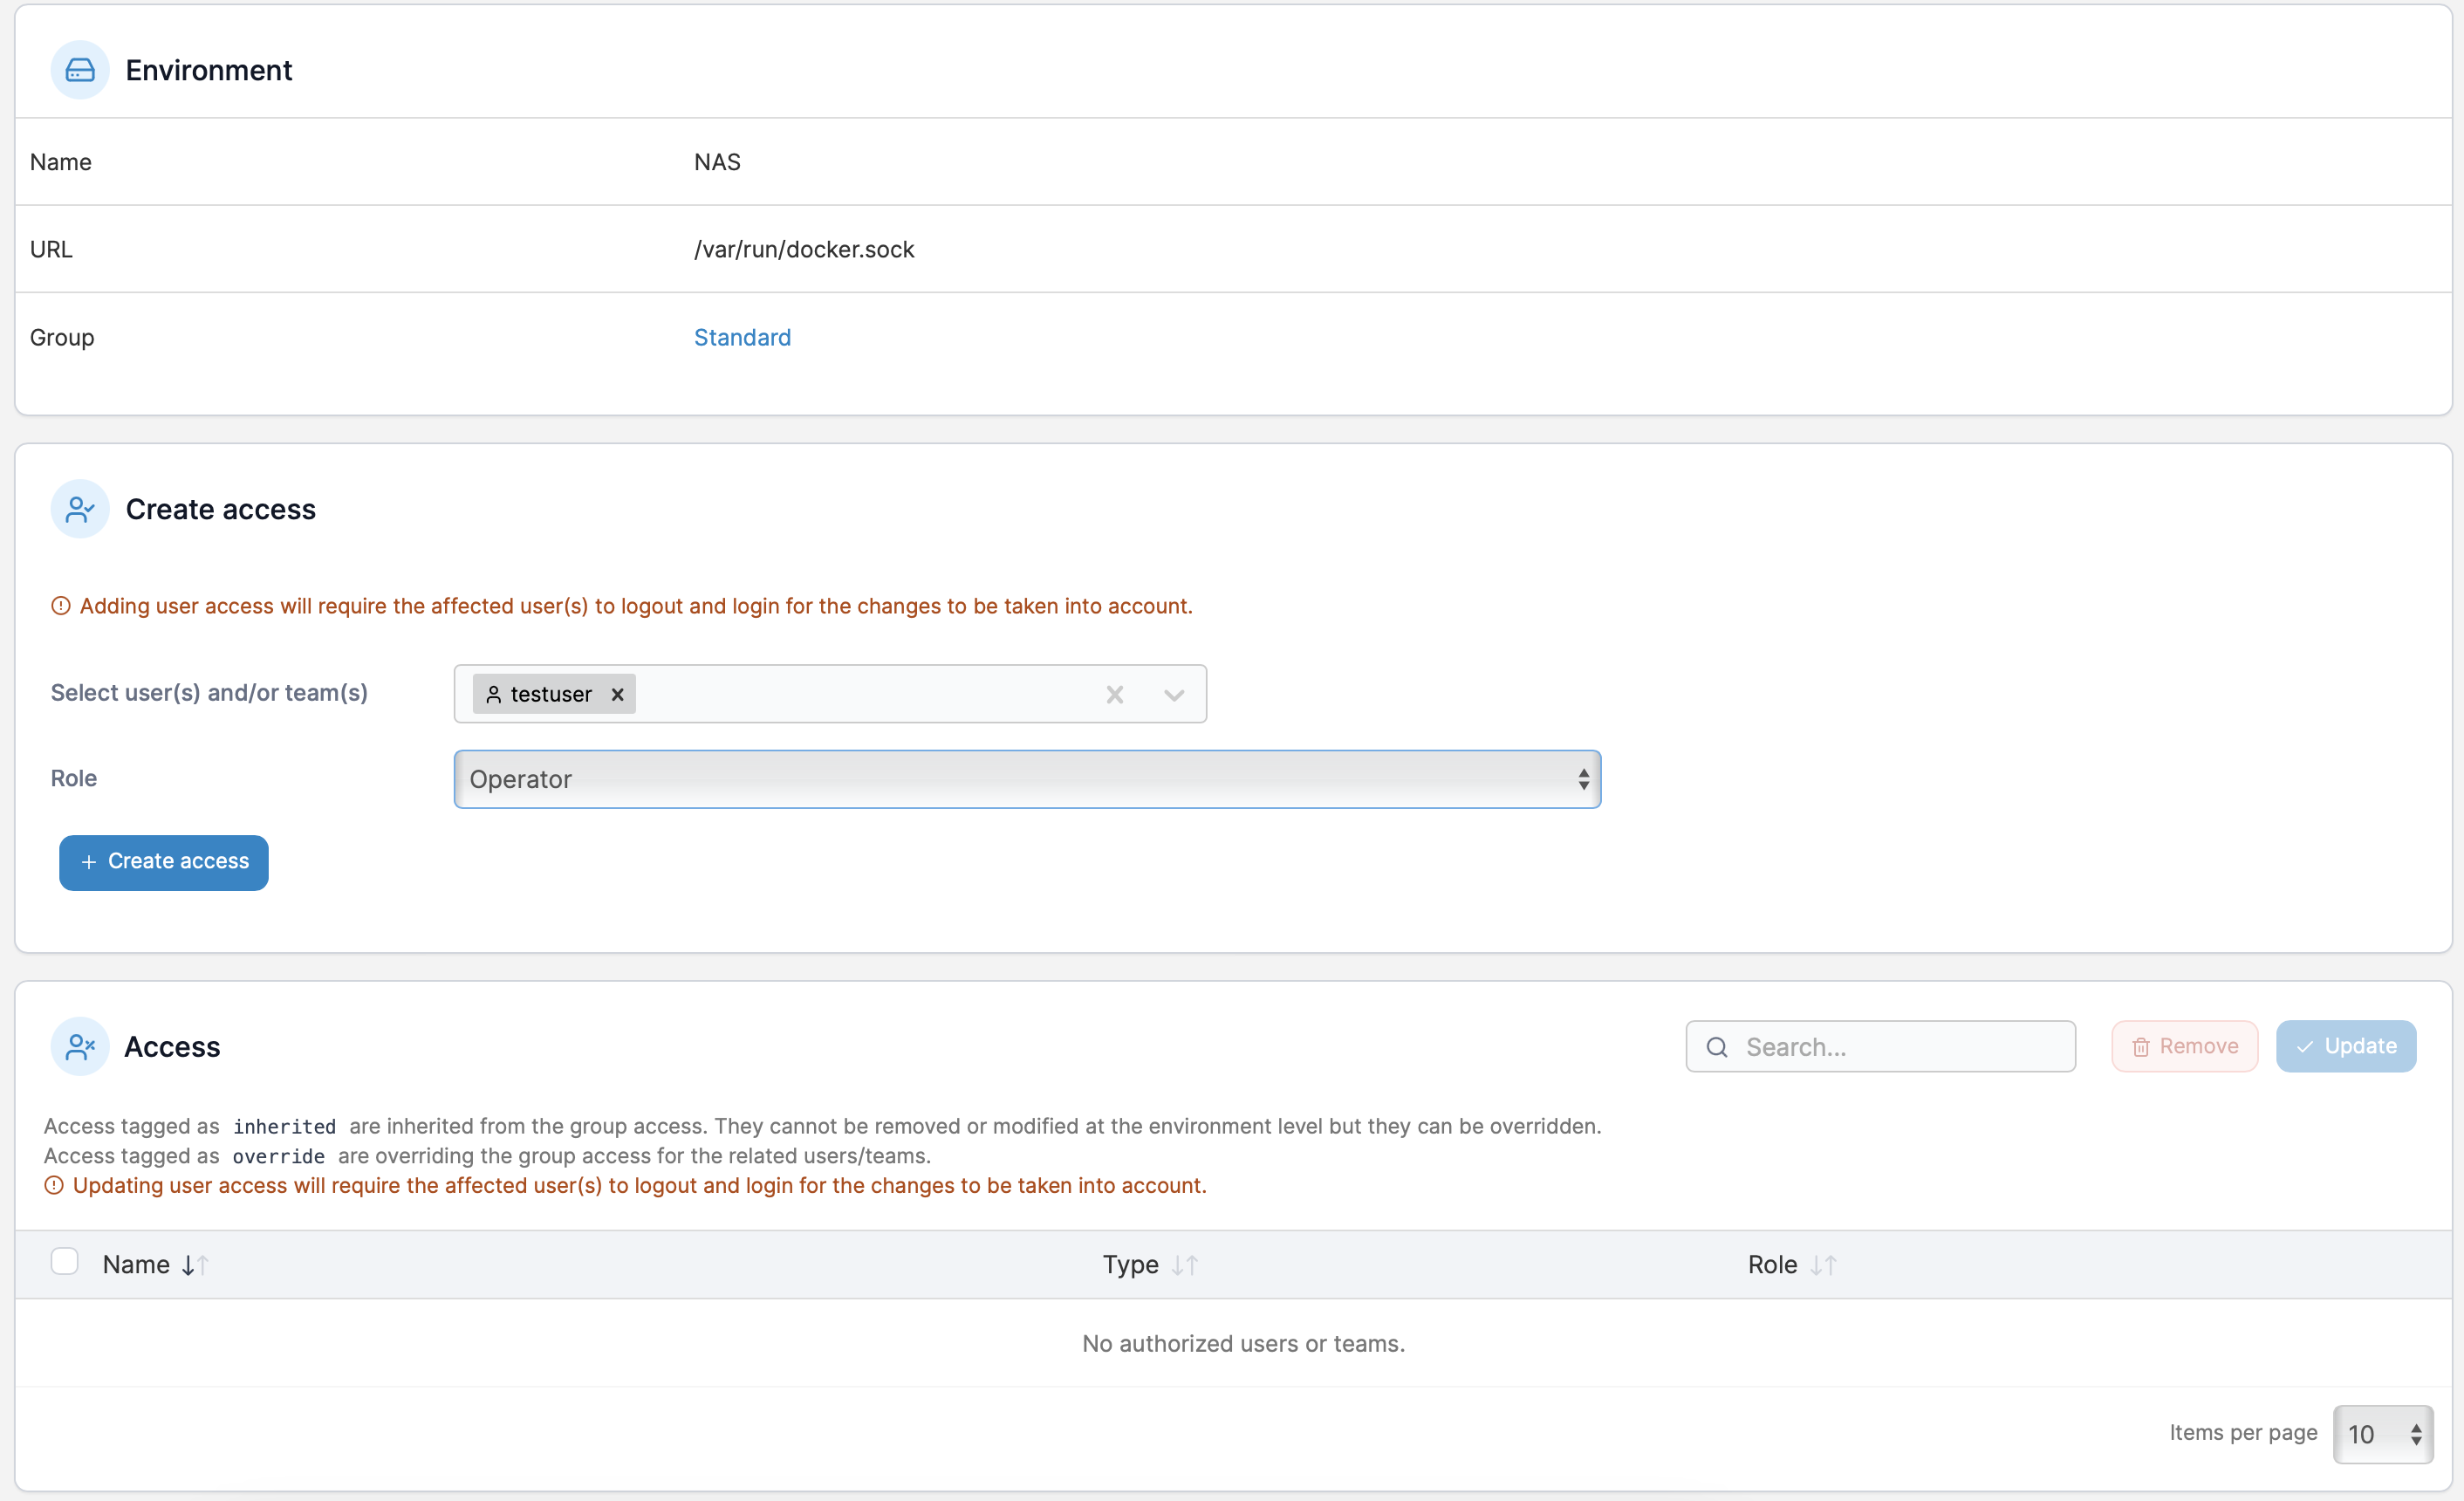 Environment
Name NAS
URL /var/run/docker.sock
Group Standard
Create access
Adding user access will require the affected user(s) to logout and login for the changes to be taken into account.
Select user(s) and/or team(s) testuser
Role Operator
Create access
Access Search... Remove Update
Access tagged as inherited are inherited from the group access. They cannot be removed or modified at the environment level but they can be overridden.
Access tagged as override are overriding the group access for the related users/teams.
Updating user access will require the affected user(s) to logout and login for the changes to be taken into account.
Name Type Role
No authorized users or teams.
Items per page 10